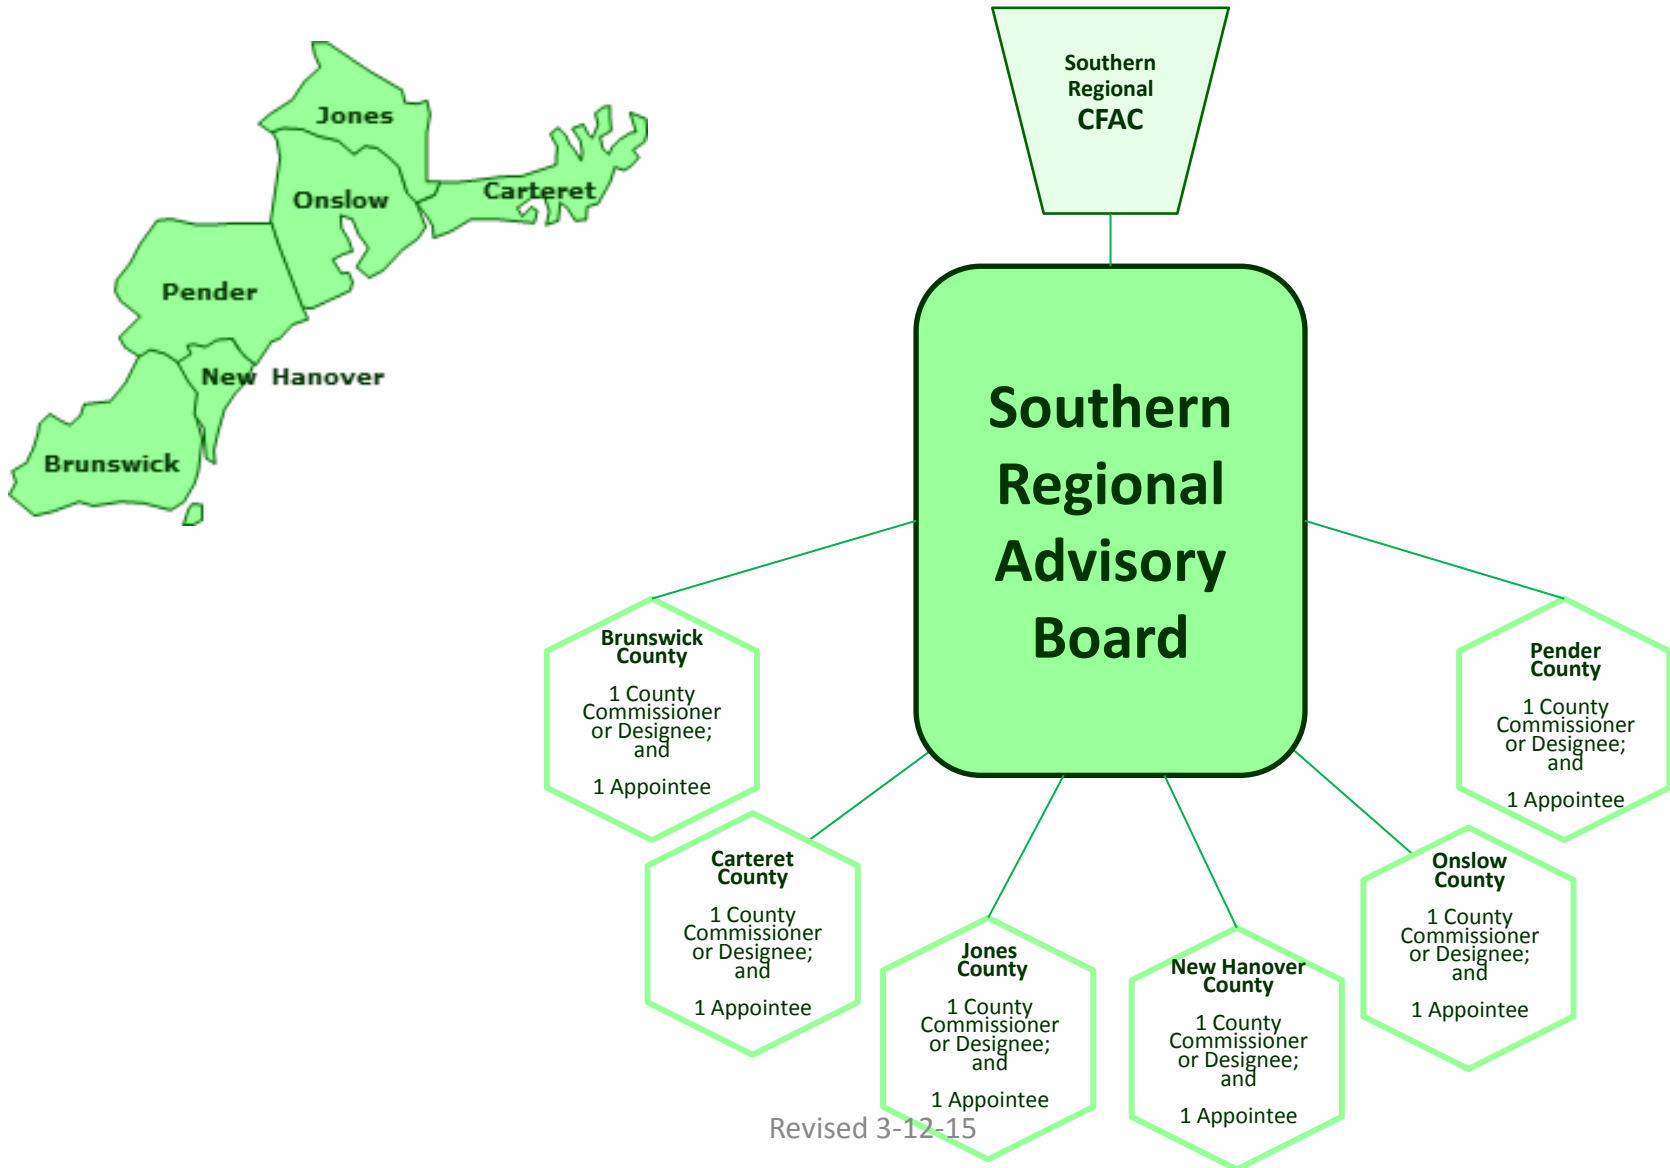 Jones
Onslow
Carteret
Pender
New Hanover
Brunswick
Southern
Regional
CFAC
Southern
Regional
Advisory
Board
Brunswick
County
1 County
Commissioner
or Designee;
and
1 Appointee
Carteret
County
1 County
Commissioner
or Designee;
and
1 Appointee
Jones
County
1 County
Commissioner
or Designee;
and
1 Appointee
New Hanover
County
1 County
Commissioner
or Designee;
and
1 Appointee
Onslow
County
1 County
Commissioner
or Designee;
and
1 Appointee
Pender
County
1 County
Commissioner
or Designee;
and
1 Appointee
Revised 3-12-15